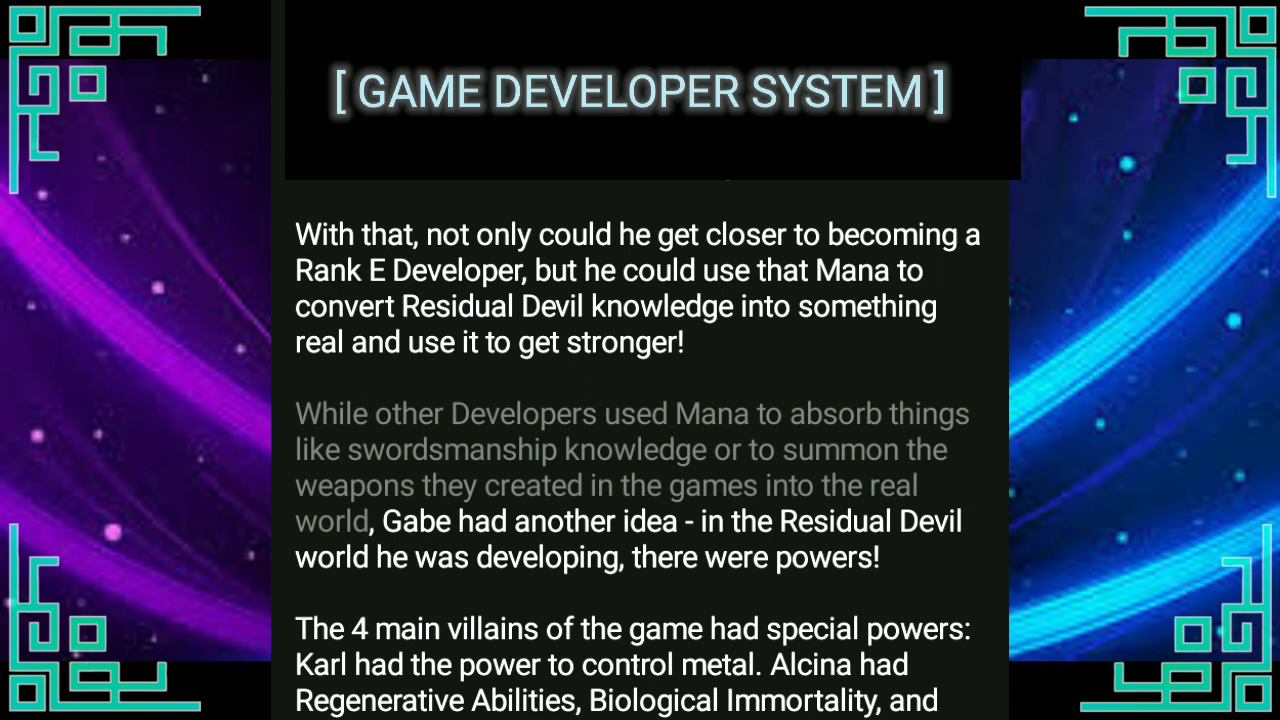 [ GAME DEVELOPER SYSTEM ]
With that, not only could he get closer to becoming a
Rank E Developer, but he could use that Mana to
convert Residual Devil knowledge into something
real and use it to get stronger!
While other Developers used Mana to absorb things
like swordsmanship knowledge or to summon the
weapons they created in the games into the real
world, Gabe had another idea - in the Residual Devil
world he was developing, there were powers!
The 4 main villains of the game had special powers:
Karl had the power to control metal. Alcina had
Regenerative Abilities, Biological Immortality, and